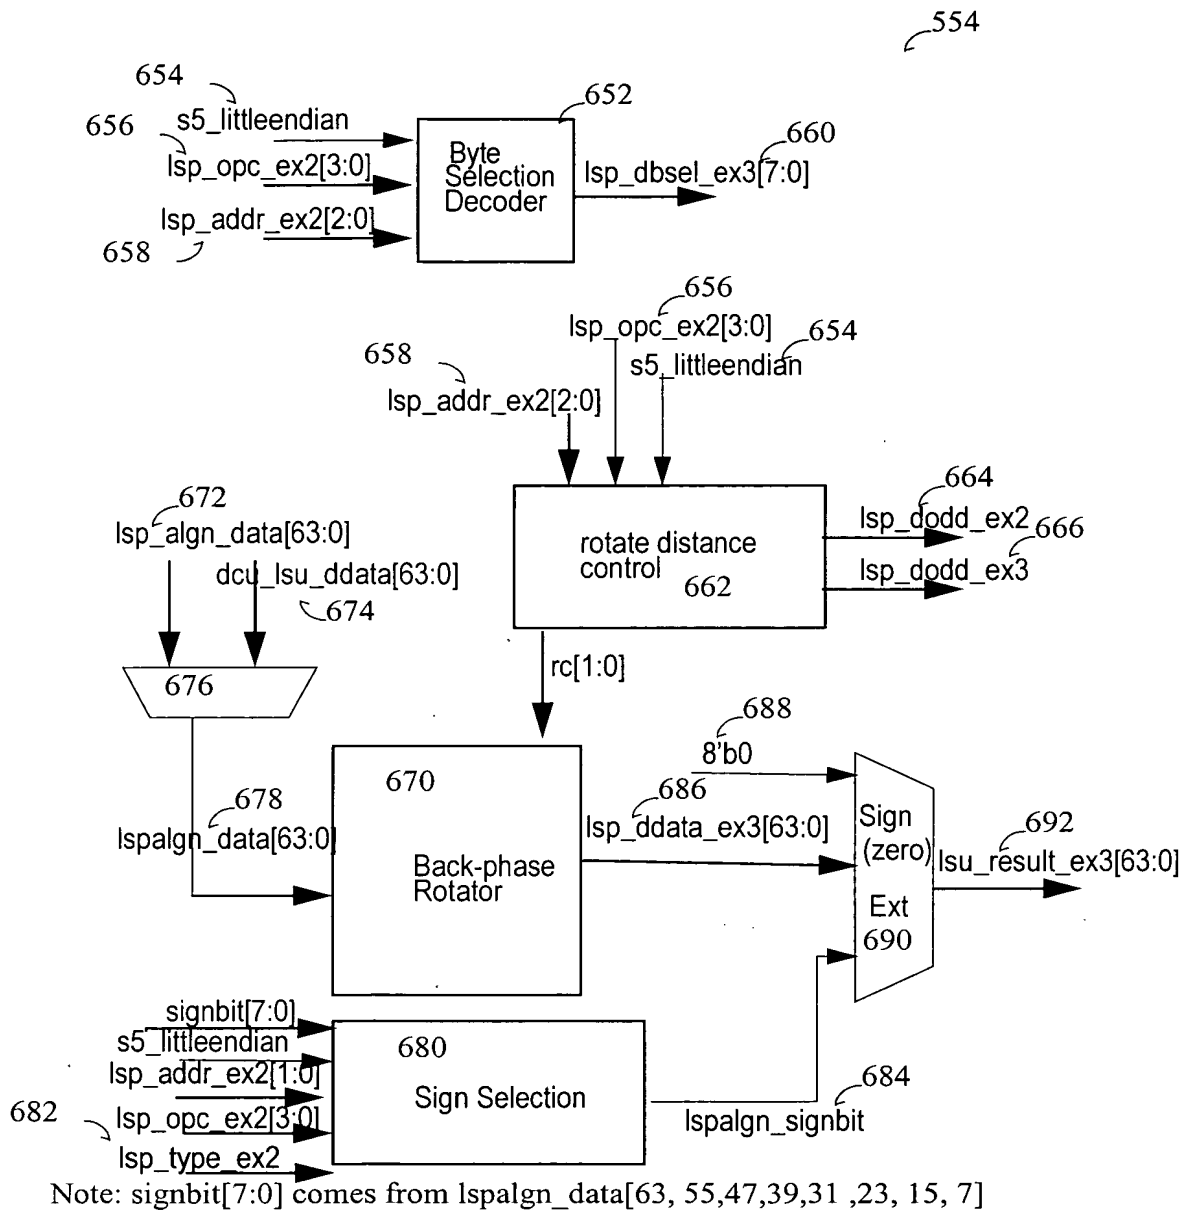 554
654
s5_littleendian
656
lsp_opc_ex2[3:0]
lsp_addr_ex2[2:0]
658
652
Byte
Selection
Decoder
660
lsp_dbsel_ex3[7:0]
656
lsp_opc_ex2[3:0]
654
s5_littleendian
658
lsp_addr_ex2[2:0]
rotate distance
control
662
664
lsp_dodd_ex2
666
lsp_dodd_ex3
672
lsp_algn_data[63:0]
dcu_lsu_ddata[63:0]
674
676
rc[1:0]
678
lspalgn_data[63:0]
670
Back-phase
Rotator
688
8'b0
686
lsp_ddata_ex3[63:0]
Sign
(zero)
Ext
690
692
lsu_result_ex3[63:0]
signbit[7:0]
s5_littleendian
lsp_addr_ex2[1:0]
682
lsp_opc_ex2[3:0]
lsp_type_ex2
680
Sign Selection
684
lspalgn_signbit
Note: signbit[7:0] comes from lspalgn_data[63, 55,47,39,31 ,23, 15, 7]